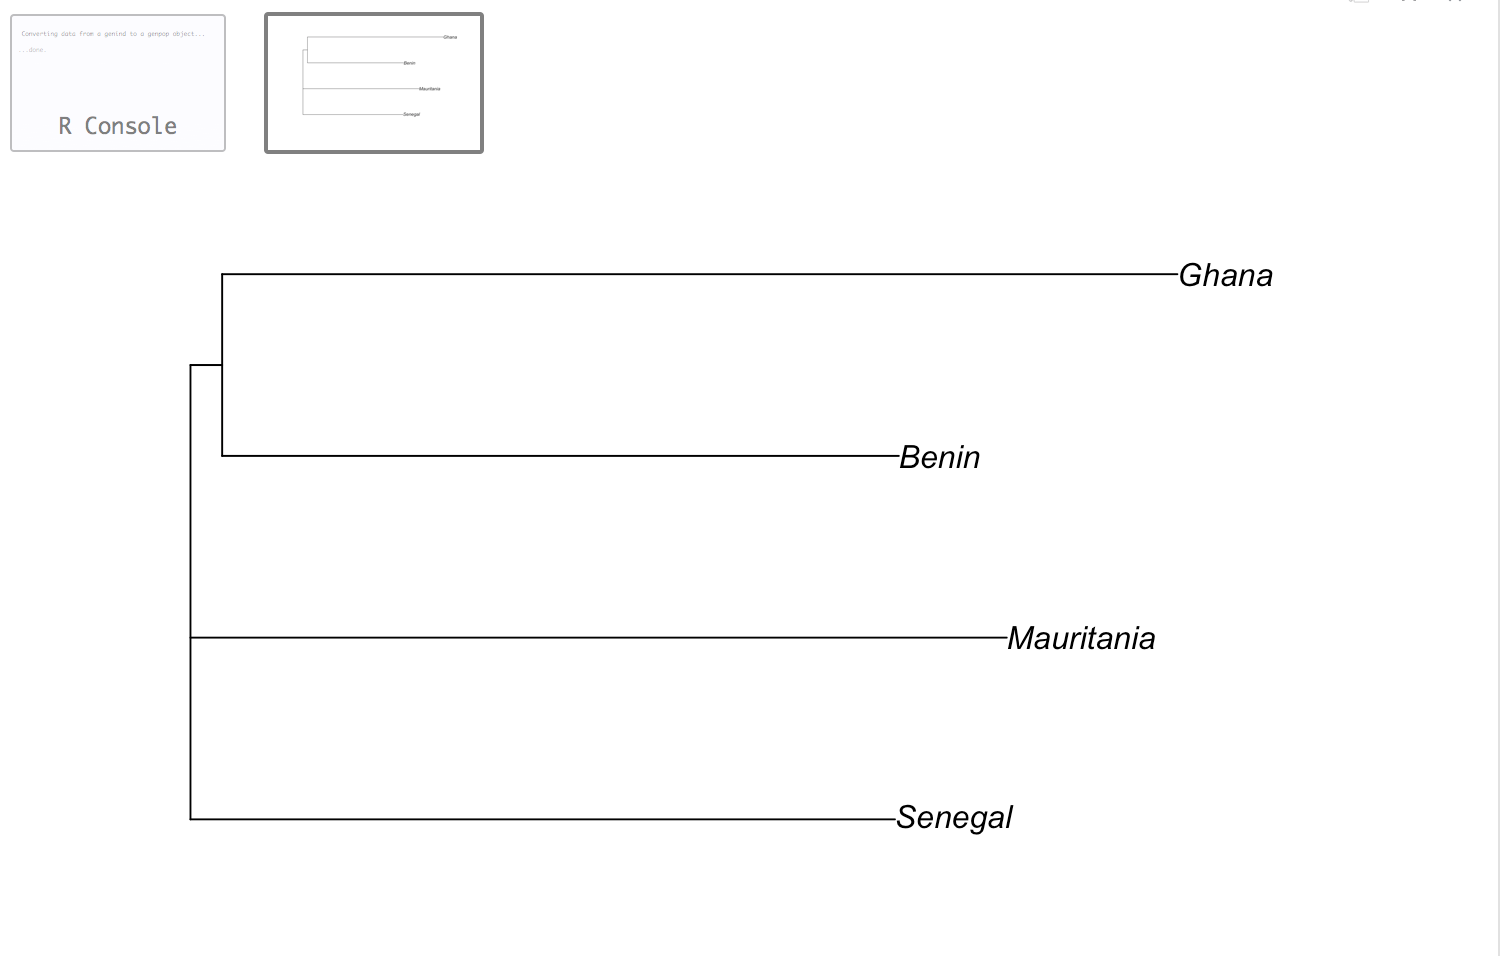 Converting data from a genind to a genpop object...
...done.
R Console
Ghana
Benin
Mauritania
Senegal
Ghana
Benin
Mauritania
Senegal